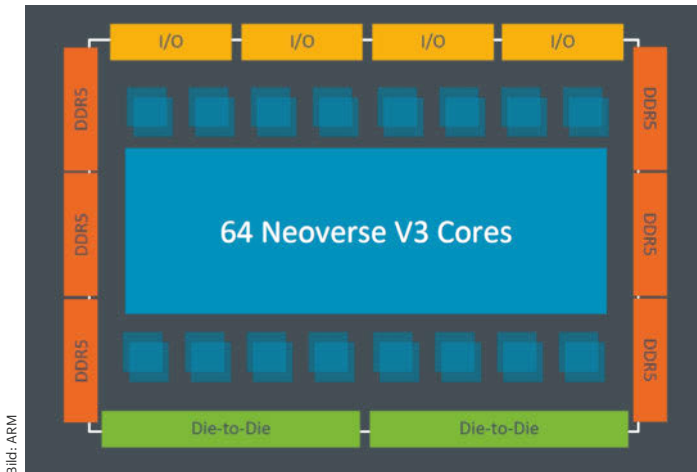 I/O I/O I/O I/O
DDR5 DDR5
64 Neoverse V3 Cores
DDR5 DDR5
DDR5 DDR5
Die-to-Die Die-to-Die
Bild: ARM